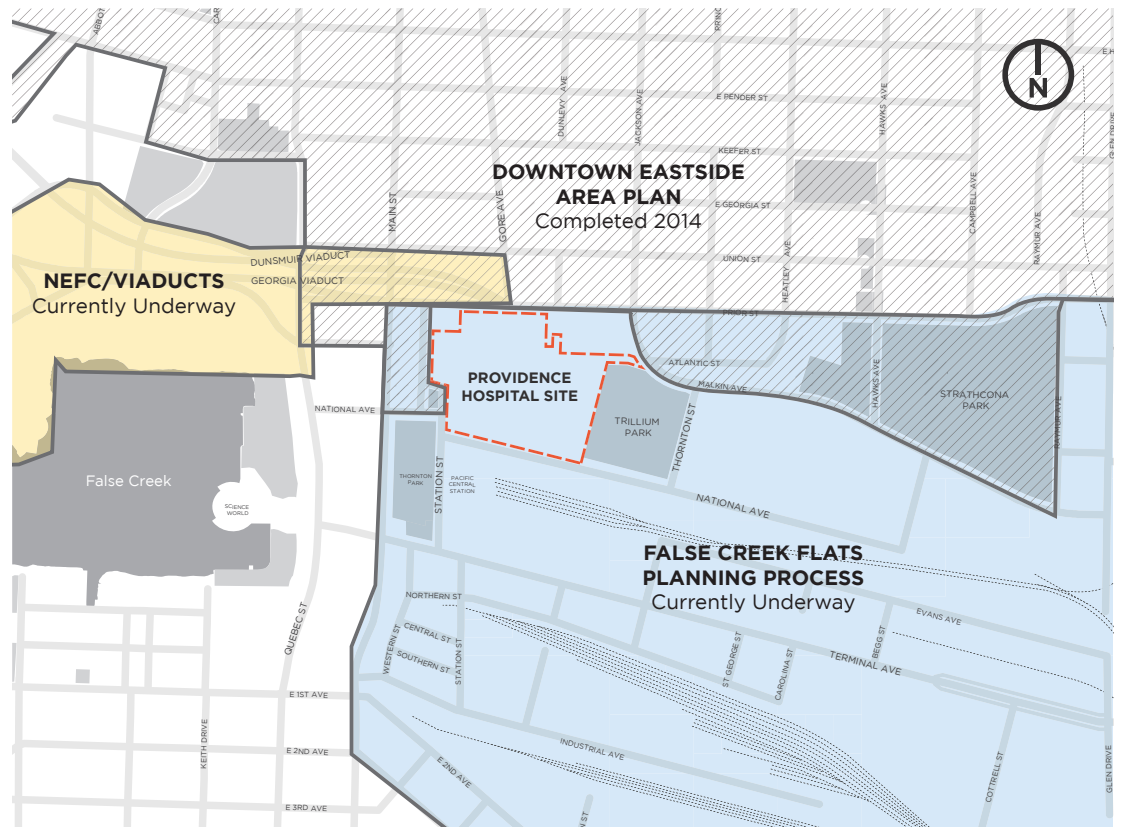 ABBOT
CAR
PRINC
E H
N
GLEN DRIVE
DUNLEVY AVE
JACKSON AVE
E PENDER ST
HAWKS AVE
KEEFER ST
DOWNTOWN EASTSIDE
AREA PLAN
Completed 2014
MAIN ST
GORE AVE
E GEORGIA ST
CAMPBELL AVE
RAYMUR AVE
DUNSMUIR VIADUCT
UNION ST
HEATLEY AVE
NEFC/VIADUCTS
Currently Underway
GEORGIA VIADUCT
PRIOR ST
ATLANTIC ST
MALKIN AVE
HAWKS AVE
PROVIDENCE
HOSPITAL SITE
STRATHCONA
PARK
RAYMUR AVE
NATIONAL AVE
TRILLIUM
PARK
THORNTON ST
False Creek
SCIENCE
WORLD
THORNTON
PARK
STATION ST
PACIFIC
CENTRAL
STATION
NATIONAL AVE
FALSE CREEK FLATS
PLANNING PROCESS
Currently Underway
QUEBEC ST
NORTHERN ST
WESTERN ST
CENTRAL ST
SOUTHERN ST
STATION ST
EVANS AVE
BEGG ST
ST GEORGE ST
CAROLINA ST
TERMINAL AVE
E 1ST AVE
KEITH DRIVE
E 2ND AVE
E 2ND AVE
INDUSTRIAL AVE
COTTRELL ST
GLEN DRIVE
E 3RD AVE
N ST